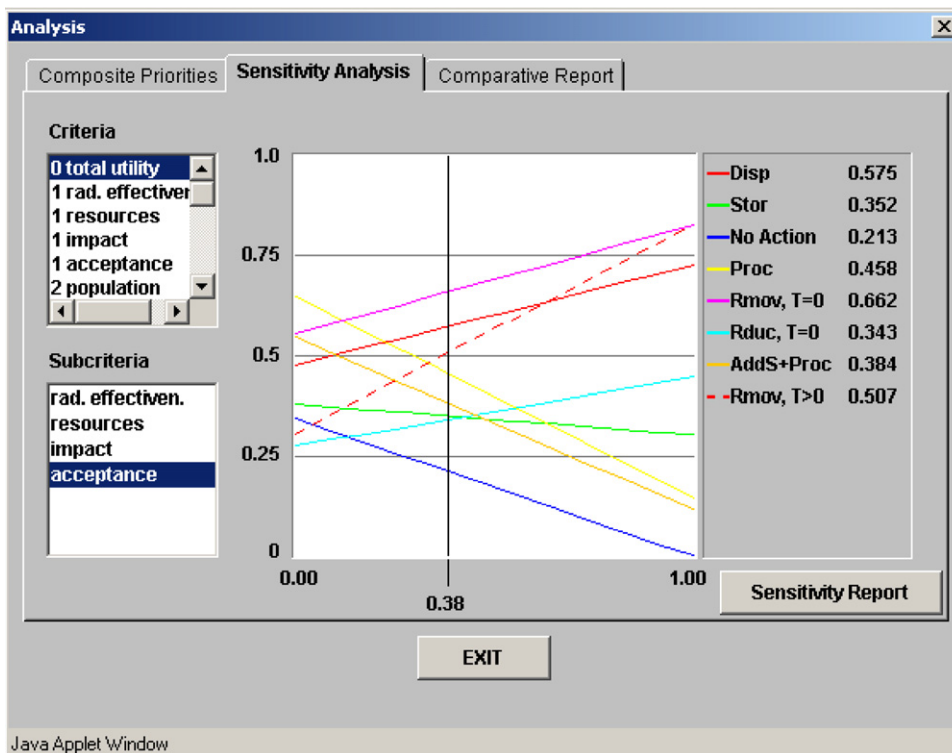 Analysis
Composite Priorities
Sensitivity Analysis
Comparative Report
Criteria
0 total utility
1 rad. effectiven
1 resources
1 impact
1 acceptance
2 population
Subcriteria
rad. effectiven.
resources
impact
acceptance
1.0
0.75
0.5
0.25
0
0.00
0.38
1.00
Disp 0.575
Stor 0.352
No Action 0.213
Proc 0.458
Rmov, T=0 0.662
Rduc, T=0 0.343
AddS+Proc 0.384
Rmov, T>0 0.507
Sensitivity Report
EXIT
Java Applet Window